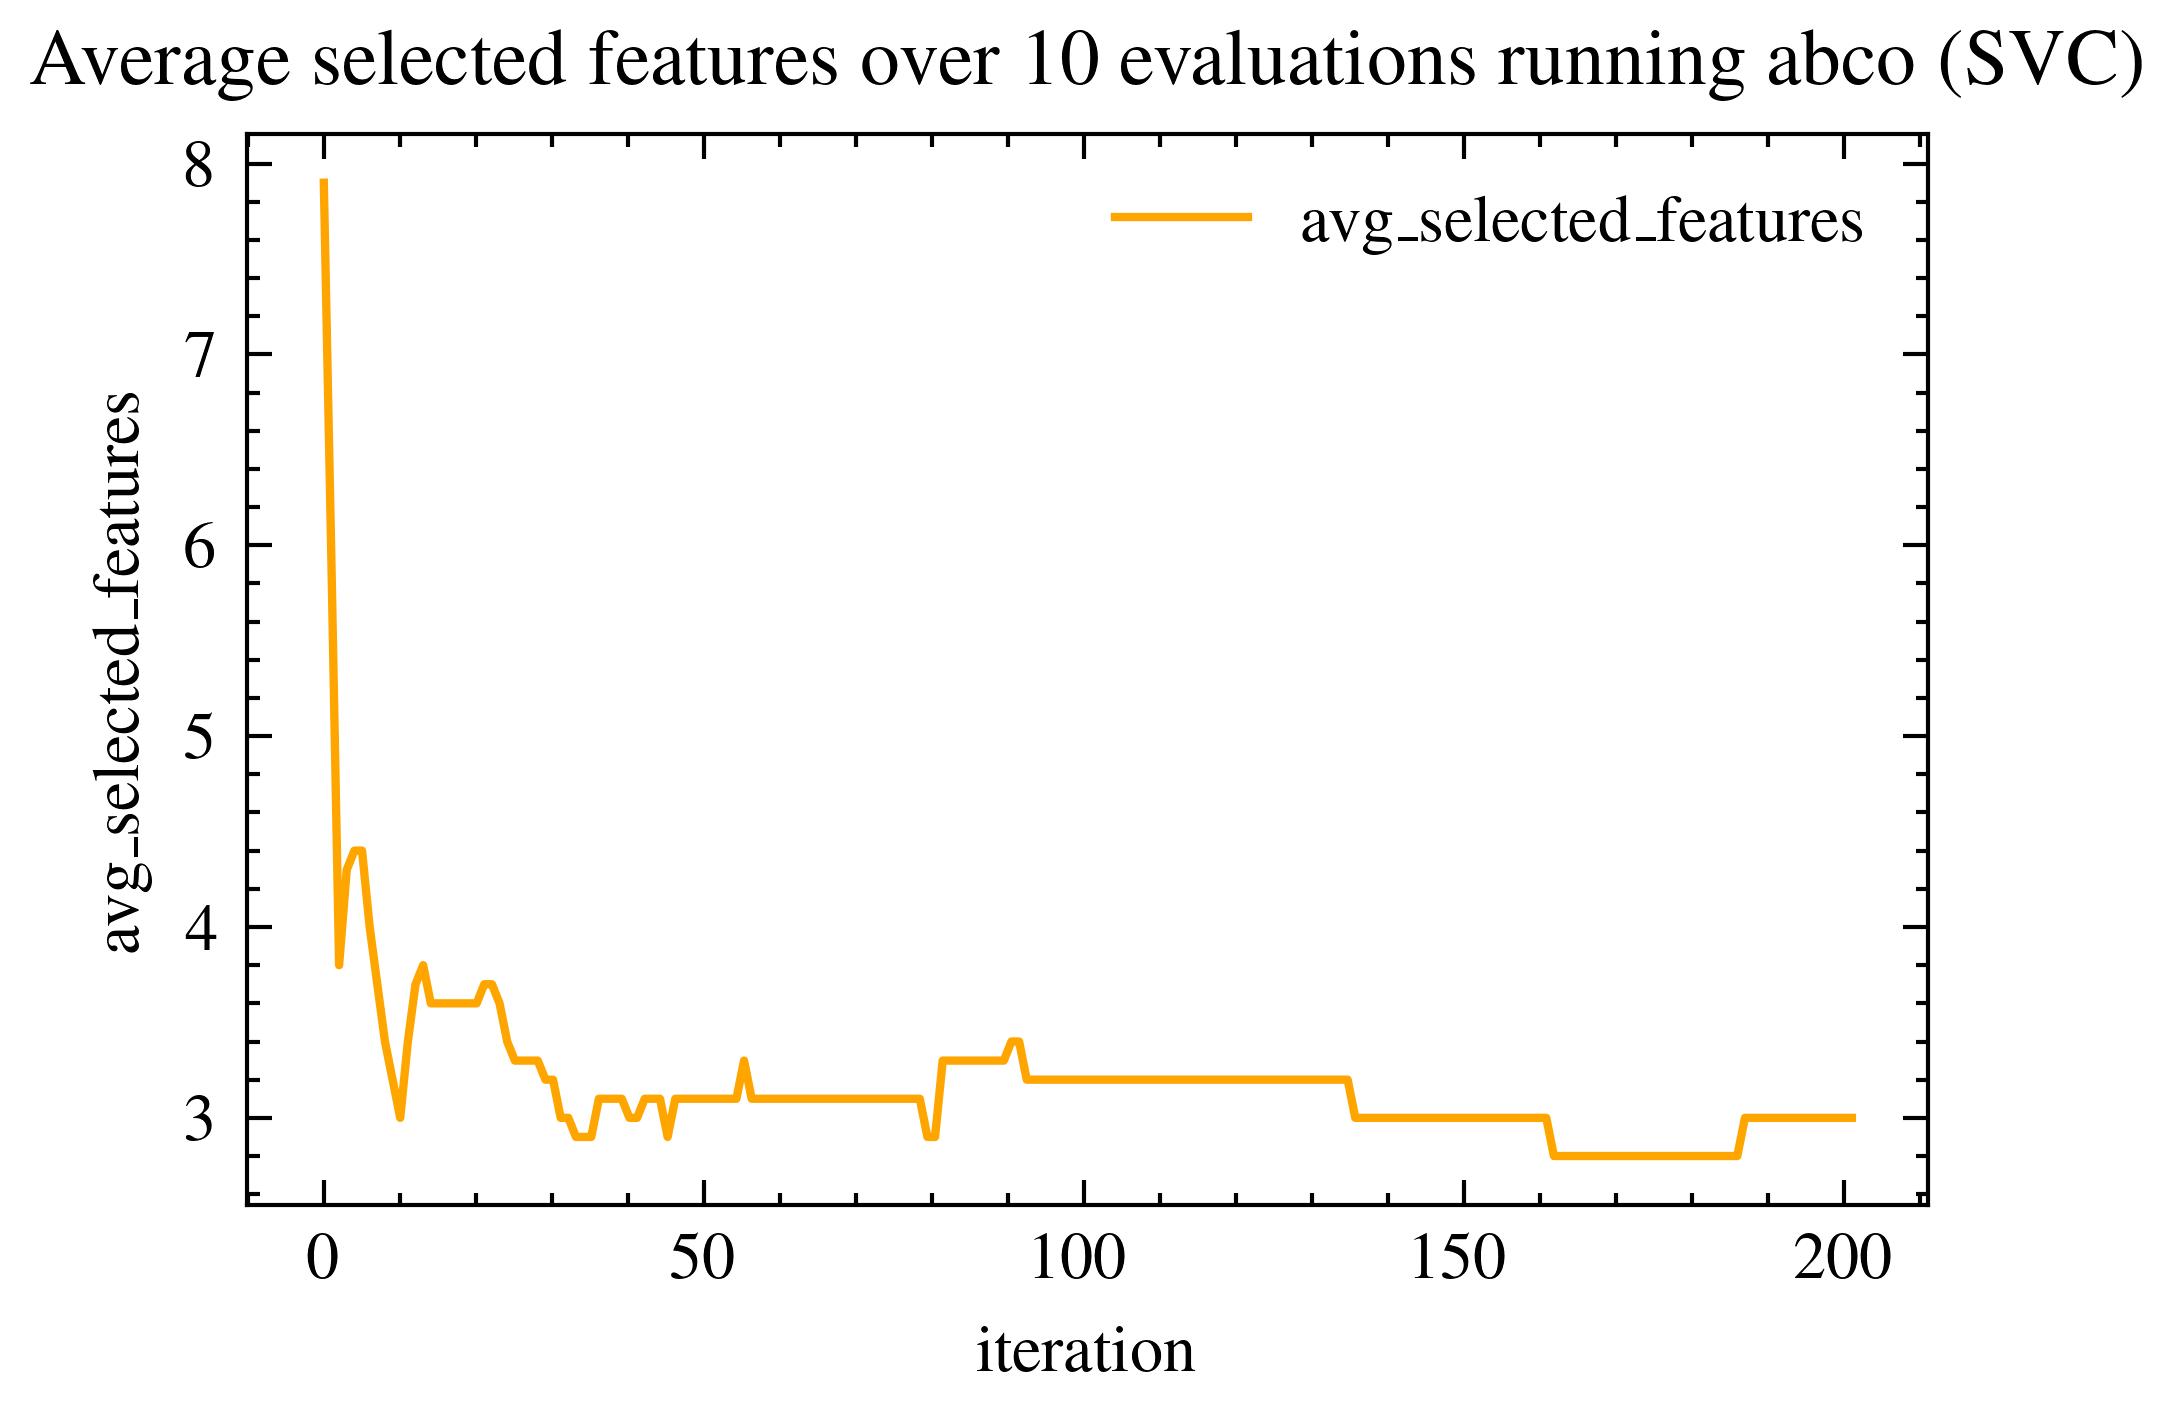 Average selected features over 10 evaluations running abco (SVC)
avg_selected_features
avg_selected_features
8
7
6
5
4
3
0 50 100 150 200
iteration